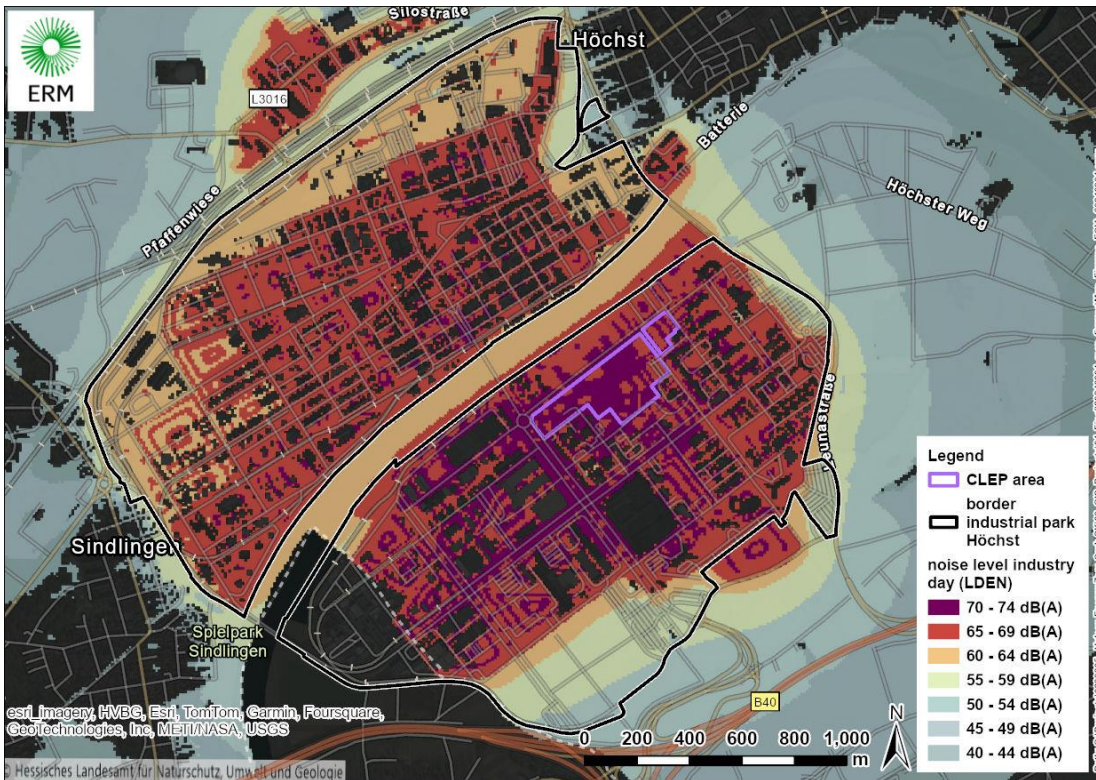 Silostraße
Höchst
ERM
L3016
Batterie
Höchster Weg
Pfaffenwiese
Sindlingen
Spielpark
Sindlingen
B40
Legend
CLEP area
border
industrial park
Höchst
noise level industry
day (LDEN)
70 - 74 dB(A)
65 - 69 dB(A)
60 - 64 dB(A)
55 - 59 dB(A)
50 - 54 dB(A)
45 - 49 dB(A)
40 - 44 dB(A)
N
0 200 400 600 800 1,000
m
esri_Imagery, HVBG, Esri, TomTom, Garmin, Foursquare,
GeoTechnologies, Inc, METI/NASA, USGS
© Hessisches Landesamt für Naturschutz, Umwelt und Geologie